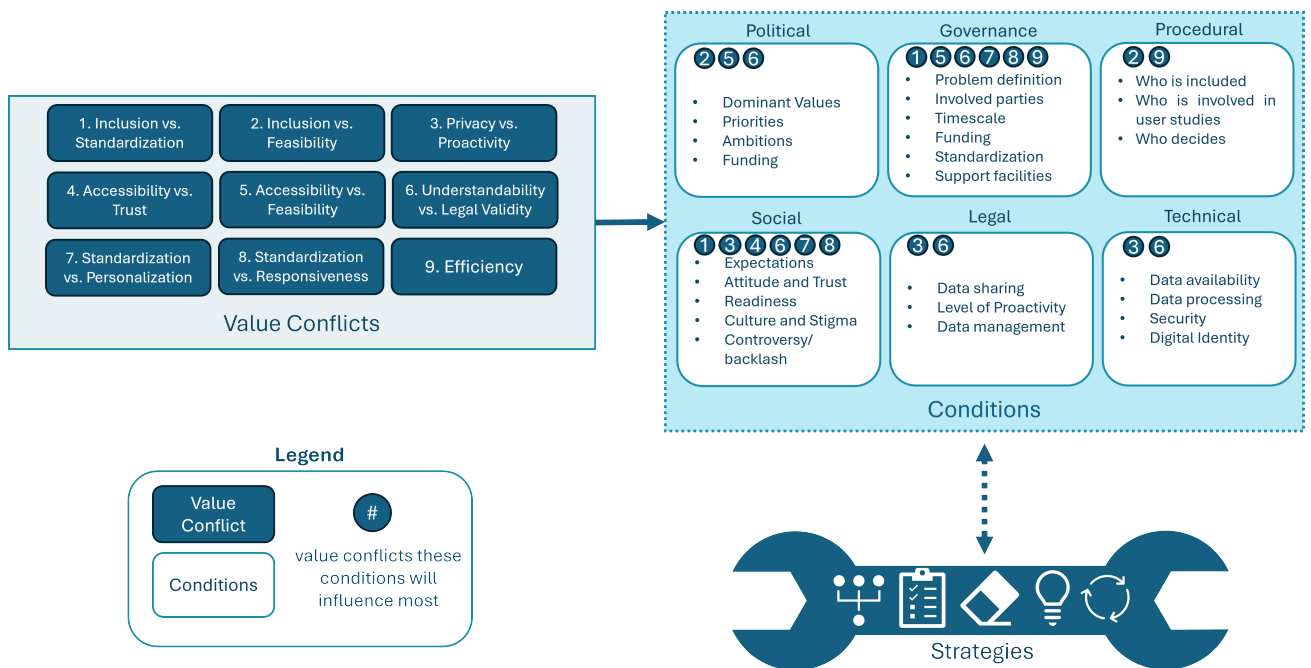 Political
Governance
Procedural
2 5 6
1 5 6 7 8 9
2 9
• Dominant Values
• Priorities
• Ambitions
• Funding
• Problem definition
• Involved parties
• Timescale
• Funding
• Standardization
• Support facilities
• Who is included
• Who is involved in
user studies
• Who decides
1. Inclusion vs.
Standardization
2. Inclusion vs.
Feasibility
3. Privacy vs.
Proactivity
4. Accessibility vs.
Trust
5. Accessibility vs.
Feasibility
6. Understandability
vs. Legal Validity
7. Standardization
vs. Personalization
8. Standardization
vs. Responsiveness
9. Efficiency
Value Conflicts
Social
Legal
Technical
1 3 4 6 7 8
3 6
3 6
• Expectations
• Attitude and Trust
• Readiness
• Culture and Stigma
• Controversy/
backlash
• Data sharing
• Level of Proactivity
• Data management
• Data availability
• Data processing
• Security
• Digital Identity
Conditions
Legend
Value
Conflict
#
Conditions
value conflicts these
conditions will
influence most
Strategies